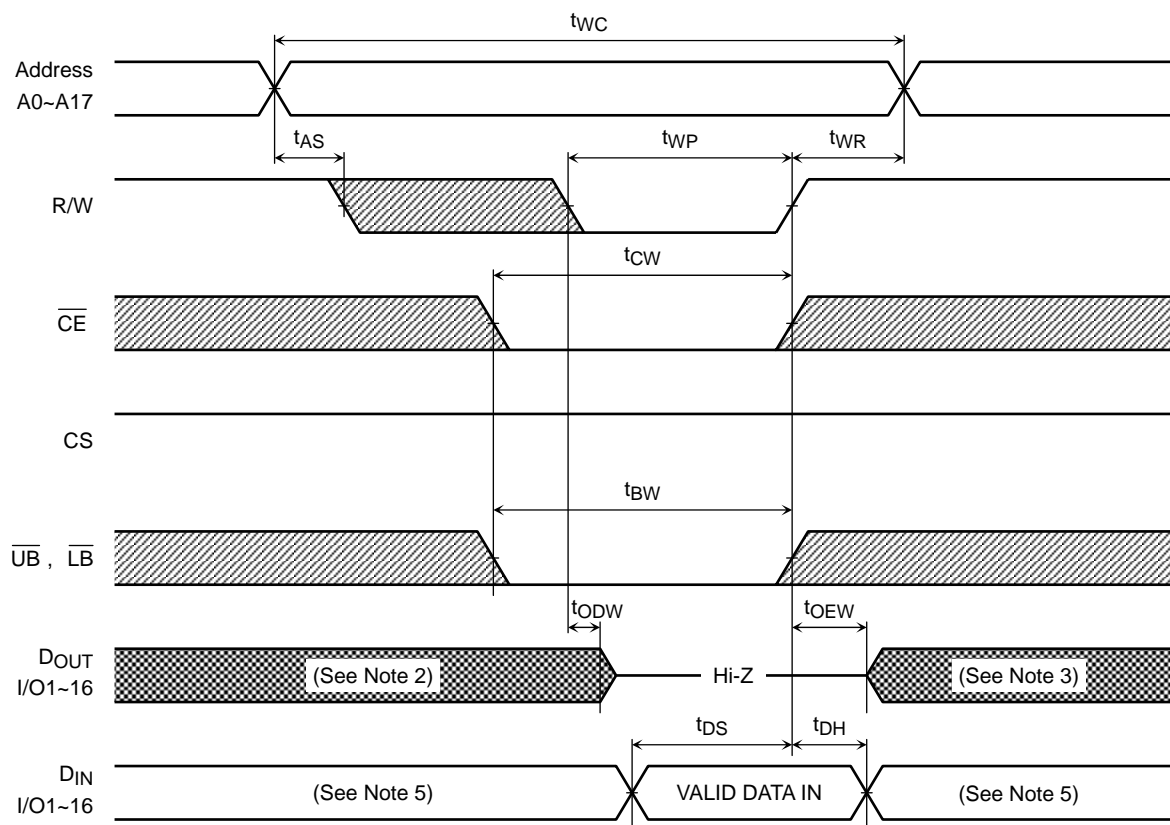 tWC
Address
A0~A17
tAS
tWP
tWR
R/W
tCW
CE
CS
tBW
UB , LB
tODW
tOEW
DOUT
I/O1~16
(See Note 2)
Hi-Z
(See Note 3)
tDS
tDH
DIN
I/O1~16
(See Note 5)
VALID DATA IN
(See Note 5)